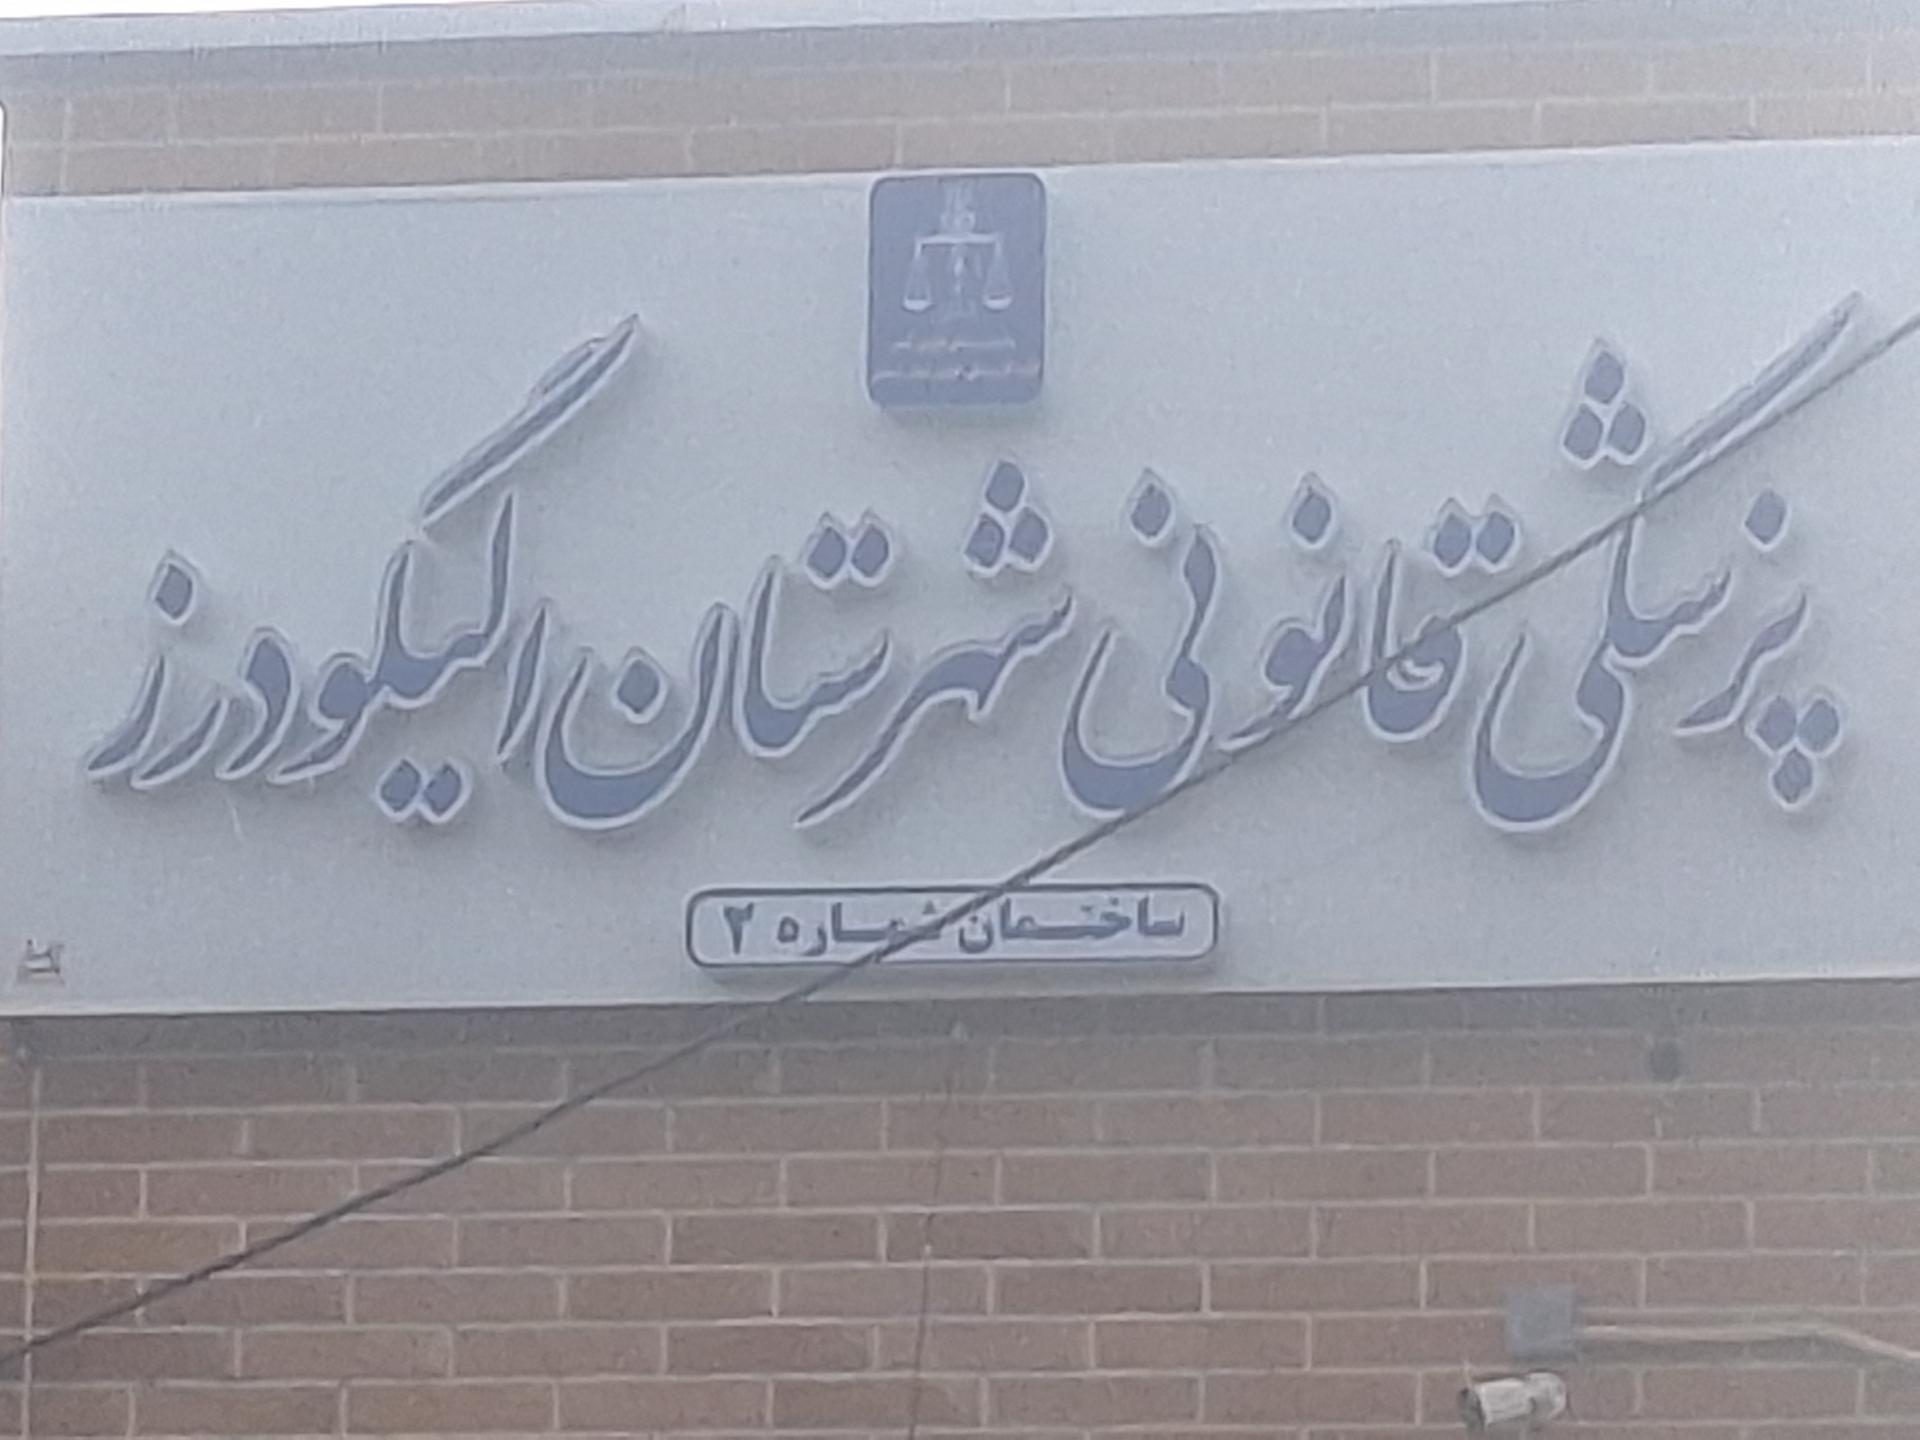 پزشکی قانونی شهرستان الیگودرز
ساختمان شماره ۲